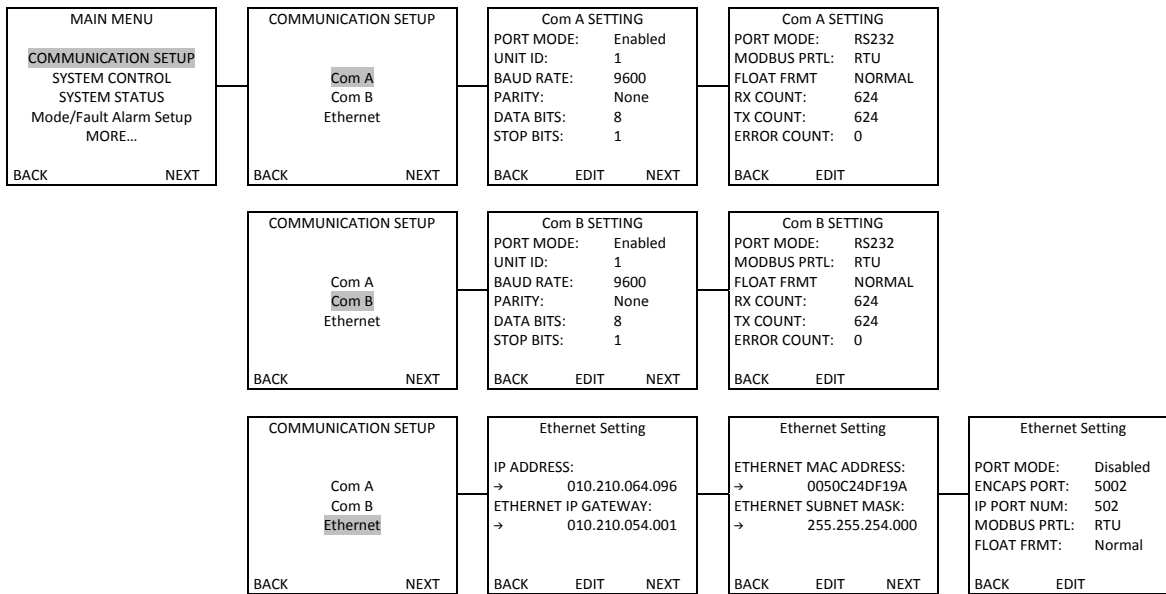 MAIN MENU
COMMUNICATION SETUP
SYSTEM CONTROL
SYSTEM STATUS
Mode/Fault Alarm Setup
MORE...
BACK NEXT
COMMUNICATION SETUP
Com A
Com B
Ethernet
BACK NEXT
Com A SETTING
PORT MODE: Enabled
UNIT ID: 1
BAUD RATE: 9600
PARITY: None
DATA BITS: 8
STOP BITS: 1
BACK EDIT NEXT
Com A SETTING
PORT MODE: RS232
MODBUS PRTL: RTU
FLOAT FRMT NORMAL
RX COUNT: 624
TX COUNT: 624
ERROR COUNT: 0
BACK EDIT
COMMUNICATION SETUP
Com A
Com B
Ethernet
BACK NEXT
Com B SETTING
PORT MODE: Enabled
UNIT ID: 1
BAUD RATE: 9600
PARITY: None
DATA BITS: 8
STOP BITS: 1
BACK EDIT NEXT
Com B SETTING
PORT MODE: RS232
MODBUS PRTL: RTU
FLOAT FRMT NORMAL
RX COUNT: 624
TX COUNT: 624
ERROR COUNT: 0
BACK EDIT
COMMUNICATION SETUP
Com A
Com B
Ethernet
BACK NEXT
Ethernet Setting
IP ADDRESS:
→ 010.210.064.096
ETHERNET IP GATEWAY:
→ 010.210.054.001
BACK EDIT NEXT
Ethernet Setting
ETHERNET MAC ADDRESS:
→ 0050C24DF19A
ETHERNET SUBNET MASK:
→ 255.255.254.000
BACK EDIT NEXT
Ethernet Setting
PORT MODE: Disabled
ENCAPS PORT: 5002
IP PORT NUM: 502
MODBUS PRTL: RTU
FLOAT FRMT: Normal
BACK EDIT